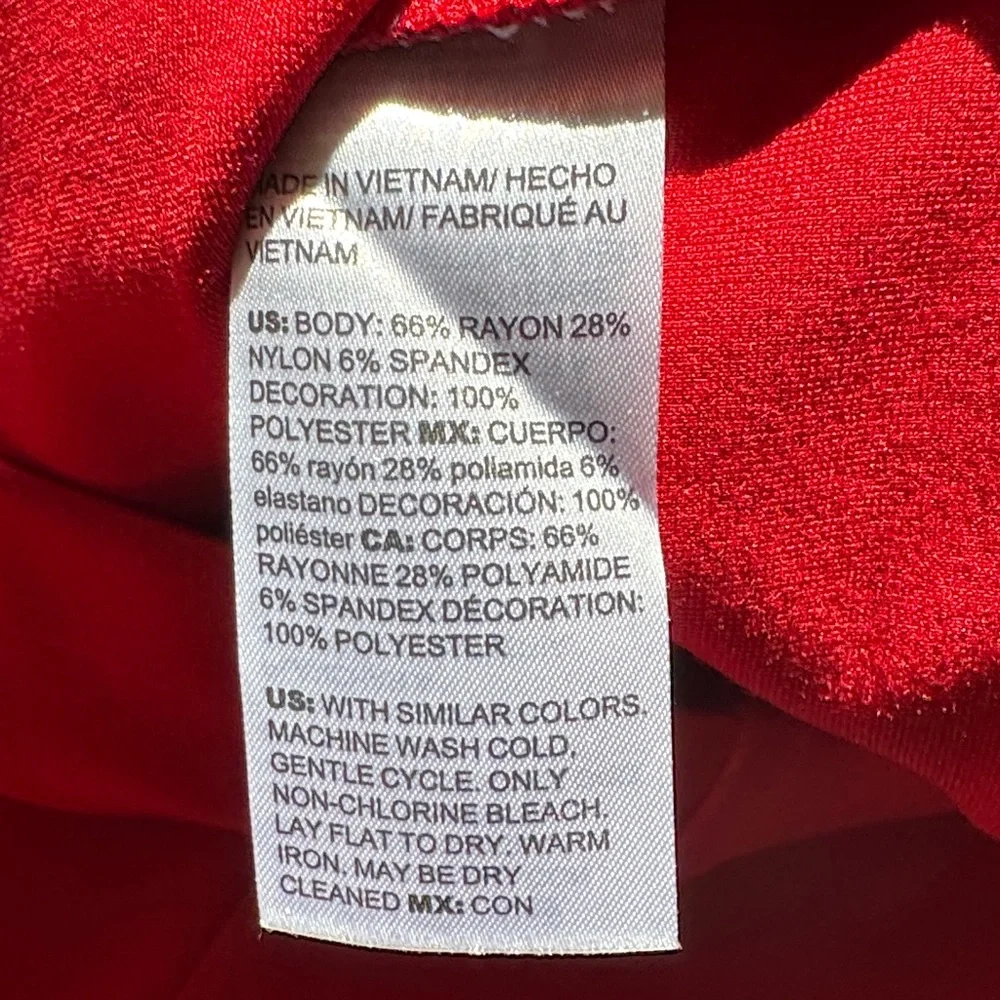 MADE IN VIETNAM/ HECHO
EN VIETNAM/ FABRIQUÉ AU
VIETNAM
US: BODY: 66% RAYON 28%
NYLON 6% SPANDEX
DECORATION: 100%
POLYESTER MX: CUERPO:
66% rayón 28% poliamida 6%
elastano DECORACIÓN: 100%
poliéster CA: CORPS: 66%
RAYONNE 28% POLYAMIDE
6% SPANDEX DÉCORATION:
100% POLYESTER
US: WITH SIMILAR COLORS.
MACHINE WASH COLD,
GENTLE CYCLE. ONLY
NON-CHLORINE BLEACH.
LAY FLAT TO DRY, WARM
IRON. MAY BE DRY
CLEANED MX: CON